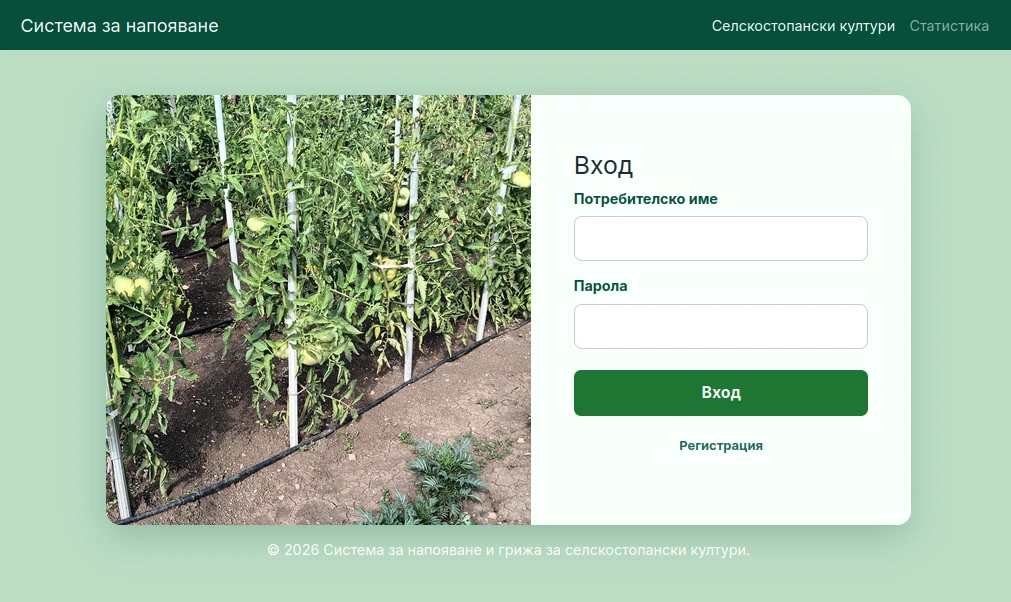 Система за напояване
Селскостопански култури Статистика
Вход
Потребителско име
Парола
Вход
Регистрация
© 2026 Система за напояване и грижа за селскостопански култури.